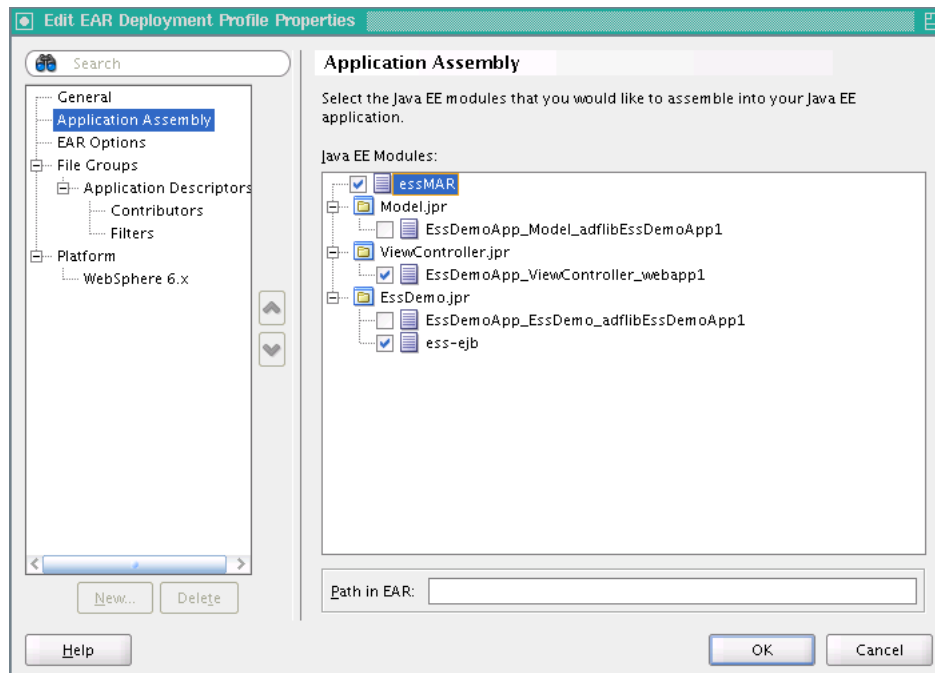 Edit EAR Deployment Profile Properties
Search
General
Application Assembly
EAR Options
File Groups
Application Descriptors
Contributors
Filters
Platform
WebSphere 6.x
New...
Delete
Application Assembly
Select the Java EE modules that you would like to assemble into your Java EE
application.
Java EE Modules:
essMAR
Model.jpr
EssDemoApp_Model_adflibEssDemoApp1
ViewController.jpr
EssDemoApp_ViewController_webapp1
EssDemo.jpr
EssDemoApp_EssDemo_adflibEssDemoApp1
ess-ejb
Path in EAR:
Help
OK
Cancel